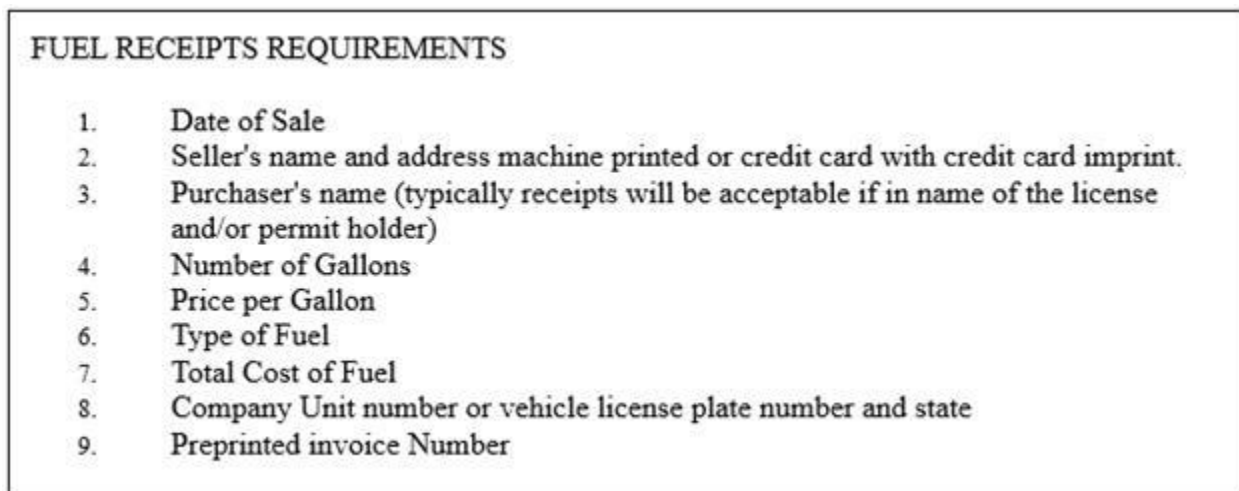 FUEL RECEIPTS REQUIREMENTS
1. Date of Sale
2. Seller's name and address machine printed or credit card with credit card imprint.
3. Purchaser's name (typically receipts will be acceptable if in name of the license
and/or permit holder)
4. Number of Gallons
5. Price per Gallon
6. Type of Fuel
7. Total Cost of Fuel
8. Company Unit number or vehicle license plate number and state
9. Preprinted invoice Number